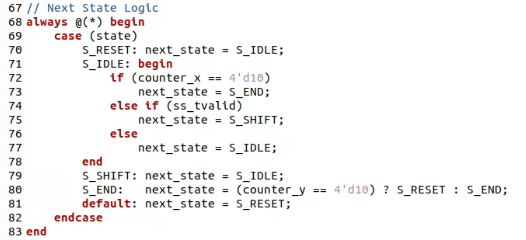 67 // Next State Logic
68 always @(*) begin
69     case (state)
70         S_RESET: next_state = S_IDLE;
71         S_IDLE: begin
72             if (counter_x == 4'd10)
73                 next_state = S_END;
74             else if (ss_tvalid)
75                 next_state = S_SHIFT;
76             else
77                 next_state = S_IDLE;
78         end
79         S_SHIFT: next_state = S_IDLE;
80         S_END:   next_state = (counter_y == 4'd10) ? S_RESET : S_END;
81         default: next_state = S_RESET;
82     endcase
83 end